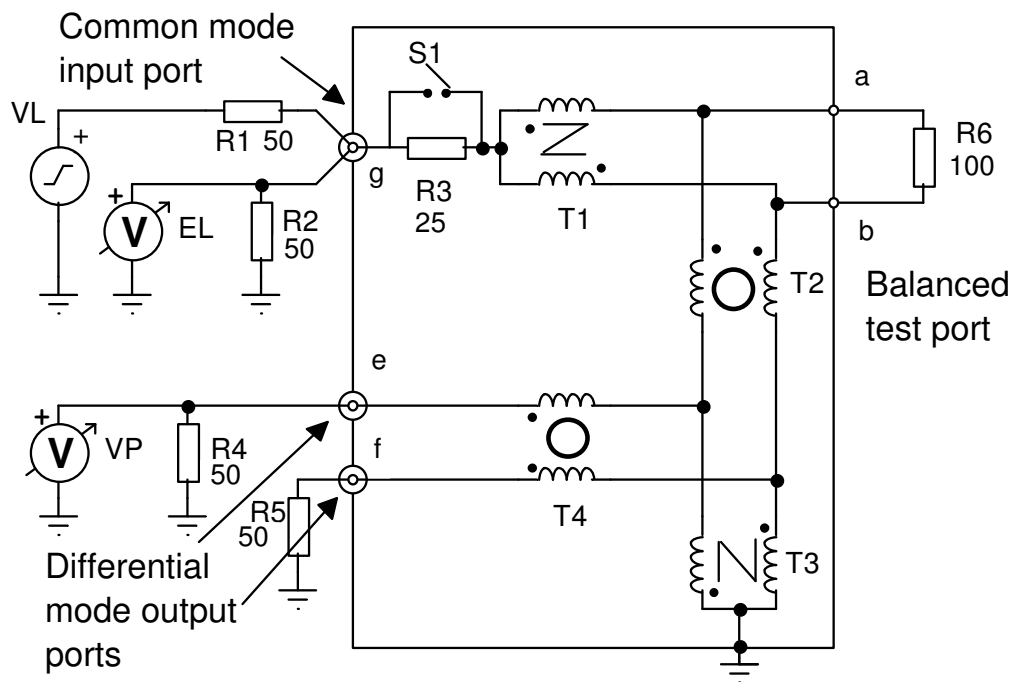 Common mode
input port
S1
a
VL
+
R1 50
g
R3
25
T1
R6
100
b
+
V
EL
R2
50
T2
Balanced
test port
e
+
V
VP
R4
50
f
R5
50
T4
T3
Differential
mode output
ports